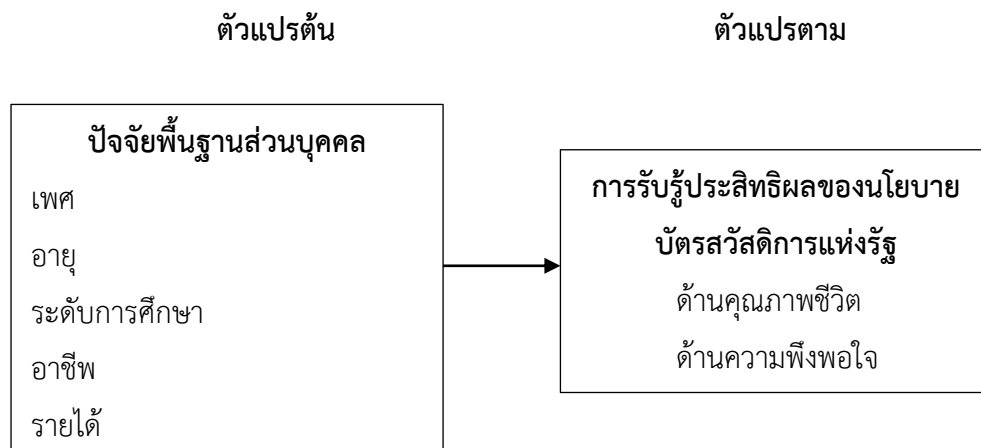 ตัวแปรต้น
ตัวแปรตาม
ปัจจัยพื้นฐานส่วนบุคคล
เพศ
อายุ
ระดับการศึกษา
อาชีพ
รายได้
การรับรู้ประสิทธิผลของนโยบาย
บัตรสวัสดิการแห่งรัฐ
ด้านคุณภาพชีวิต
ด้านความพึงพอใจ